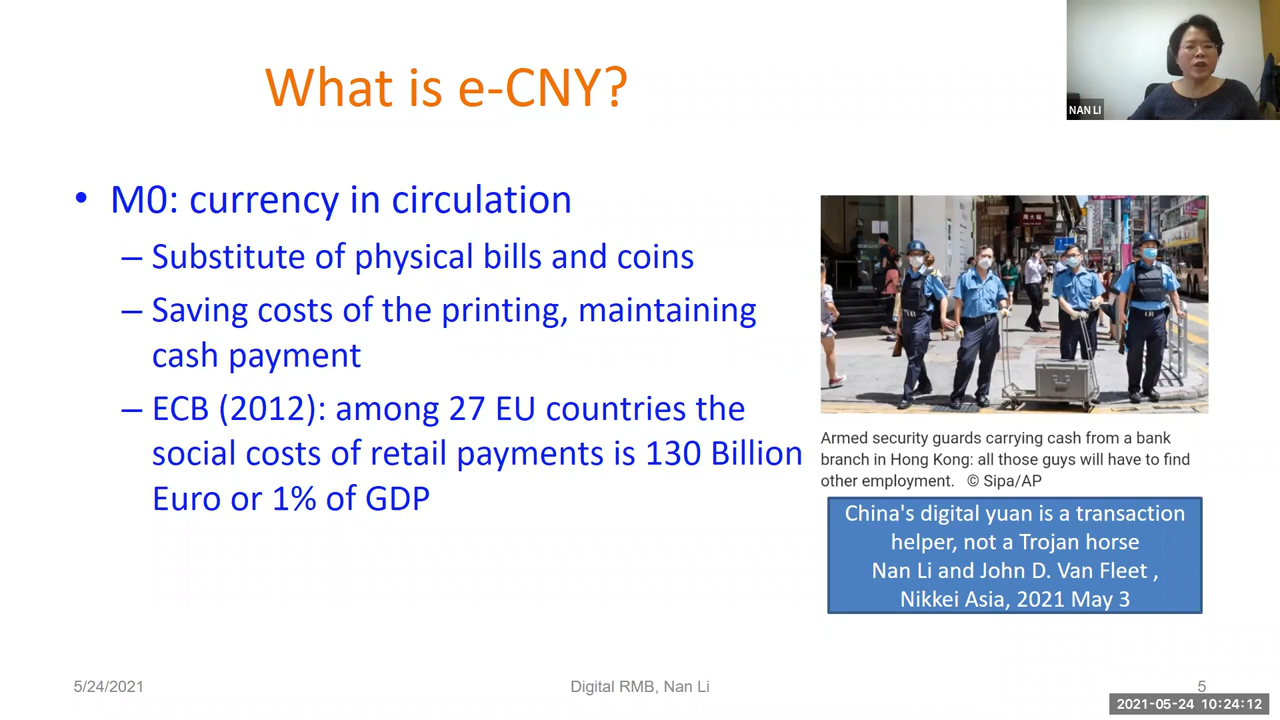 What is e-CNY?
NAN LI
• M0: currency in circulation
– Substitute of physical bills and coins
– Saving costs of the printing, maintaining
cash payment
– ECB (2012): among 27 EU countries the
social costs of retail payments is 130 Billion
Euro or 1% of GDP
周大福
Armed security guards carrying cash from a bank
branch in Hong Kong: all those guys will have to find
other employment. © Sipa/AP
China's digital yuan is a transaction
helper, not a Trojan horse
Nan Li and John D. Van Fleet ,
Nikkei Asia, 2021 May 3
5/24/2021
Digital RMB, Nan Li
5
2021-05-24 10:24:12